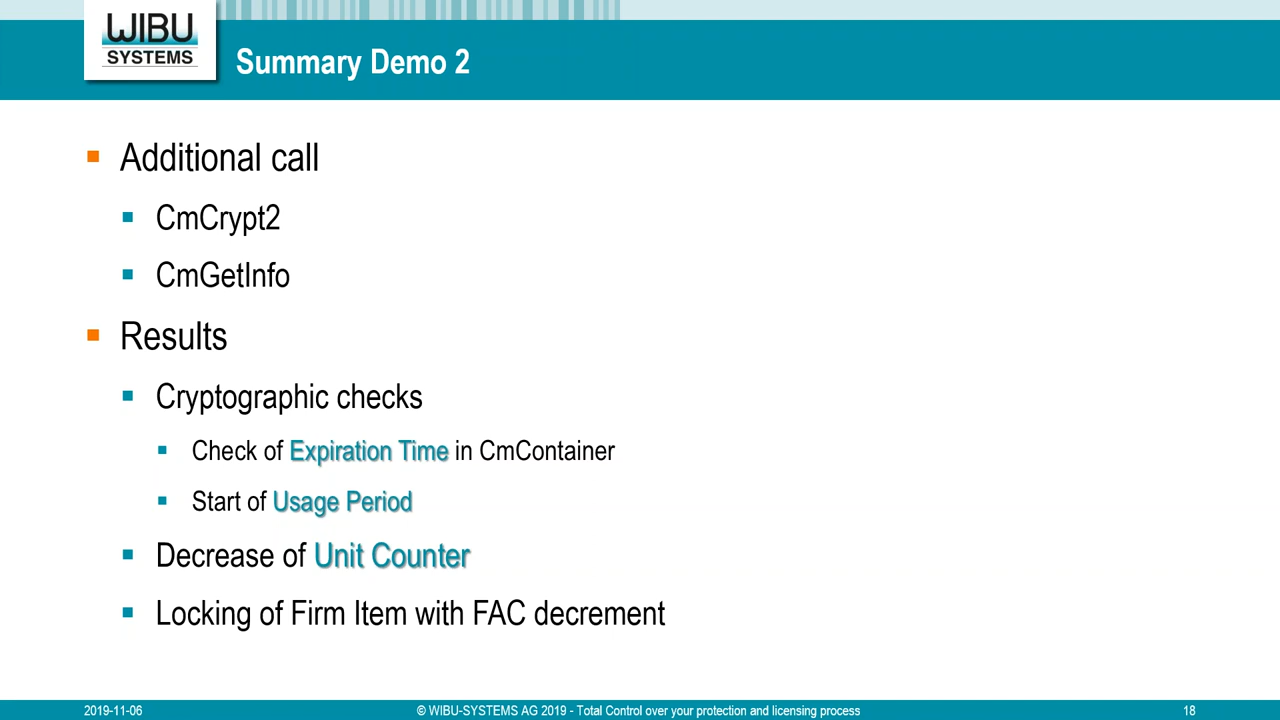 WIBU
SYSTEMS
Summary Demo 2
Additional call
CmCrypt2
CmGetInfo
Results
Cryptographic checks
Check of Expiration Time in CmContainer
Start of Usage Period
Decrease of Unit Counter
Locking of Firm Item with FAC decrement
2019-11-06
© WIBU-SYSTEMS AG 2019 - Total Control over your protection and licensing process
18